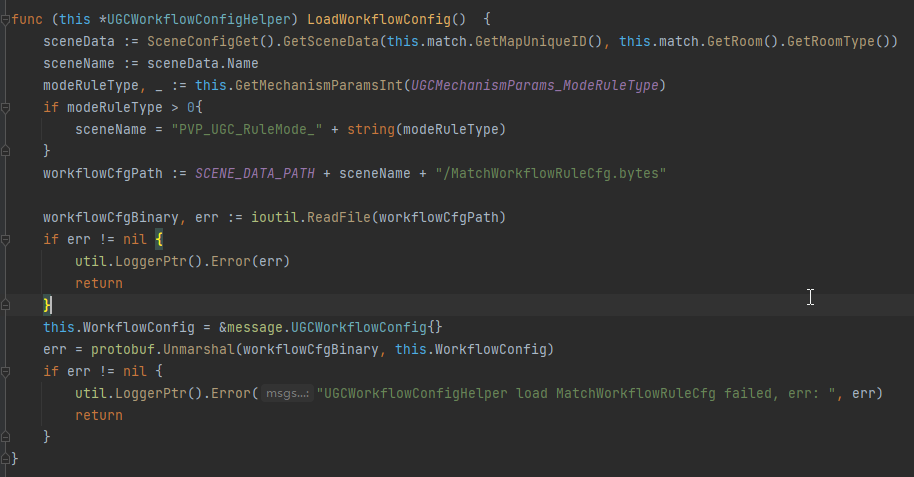 func (this *UGCWorkflowConfigHelper) LoadWorkflowConfig()  {
    sceneData := SceneConfigGet().GetSceneData(this.match.GetMapUniqueID(), this.match.GetRoom().GetRoomType())
    sceneName := sceneData.Name
    modeRuleType, _ := this.GetMechanismParamsInt(UGCMechanismParams_ModeRuleType)
    if modeRuleType > 0{
        sceneName = "PVP_UGC_RuleMode_" + string(modeRuleType)
    }
    workflowCfgPath := SCENE_DATA_PATH + sceneName + "/MatchWorkflowRuleCfg.bytes"

    workflowCfgBinary, err := ioutil.ReadFile(workflowCfgPath)
    if err != nil {
        util.LoggerPtr().Error(err)
        return
    }
    this.WorkflowConfig = &message.UGCWorkflowConfig{}
    err = protobuf.Unmarshal(workflowCfgBinary, this.WorkflowConfig)
    if err != nil {
        util.LoggerPtr().Error( msgs...: "UGCWorkflowConfigHelper load MatchWorkflowRuleCfg failed, err: ", err)
        return
    }
}